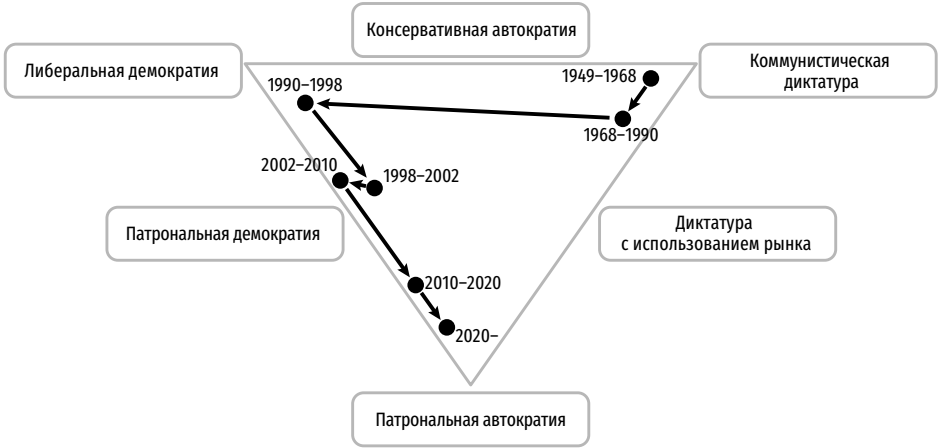 Консервативная автократия
Либеральная демократия
Коммунистическая
диктатура
1949–1968
1990–1998
1968–1990
2002–2010
1998–2002
Патрональная демократия
Диктатура
с использованием рынка
2010–2020
2020–
Патрональная автократия